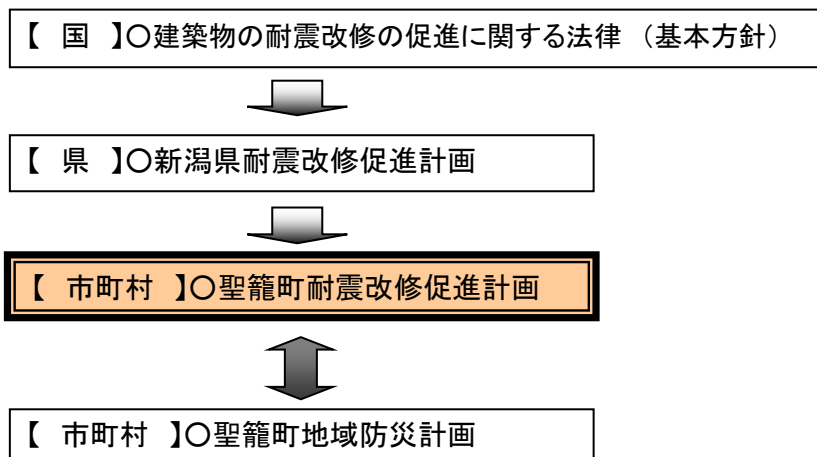 【　国　】○建築物の耐震改修の促進に関する法律　（基本方針）
【　県　】○新潟県耐震改修促進計画
【　市町村　】○聖籠町耐震改修促進計画
【　市町村　】○聖籠町地域防災計画